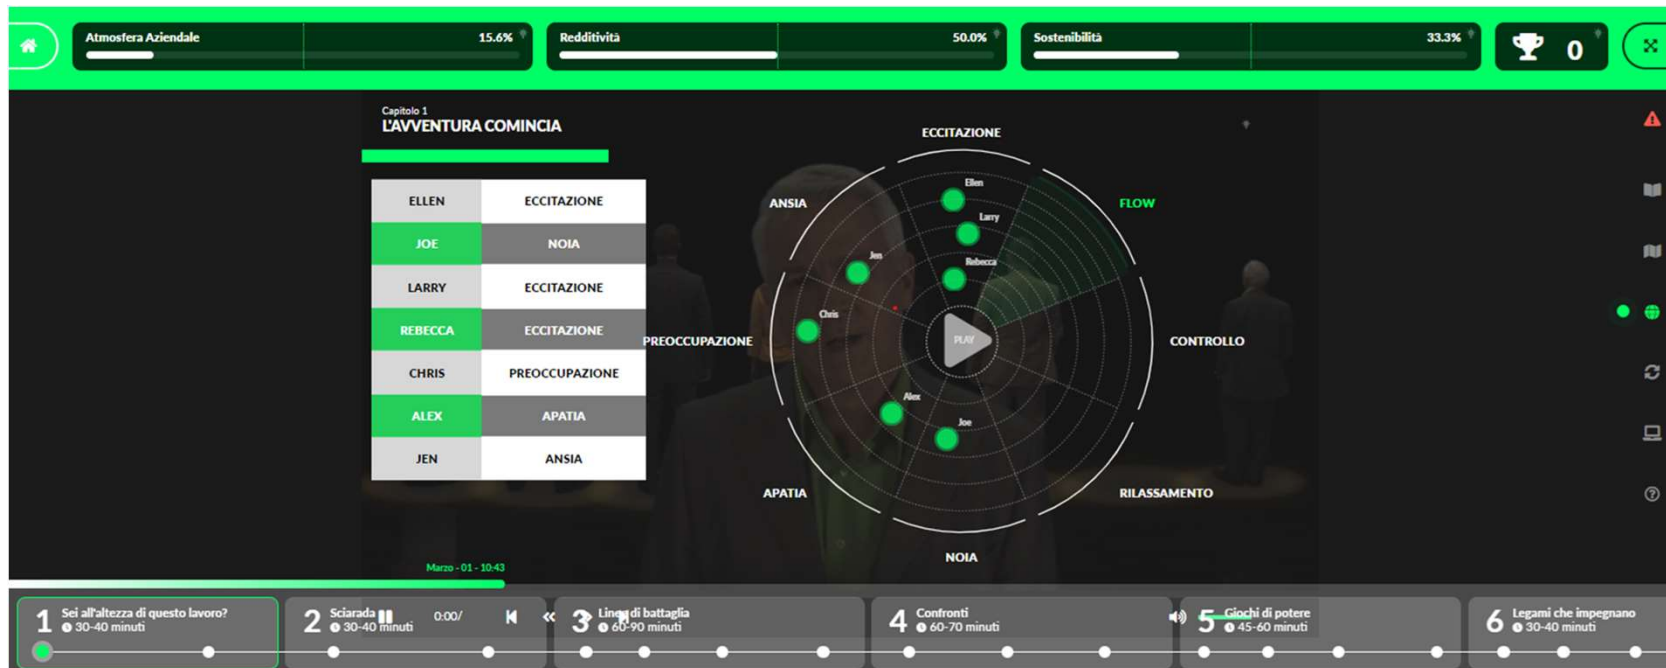 Atmosfera Aziendale 15.6%
Redditività 50.0%
Sostenibilità 33.3%
0
Capitolo 1
L'AVVENTURA COMINCIA
ELLEN ECCITAZIONE
JOE NOIA
LARRY ECCITAZIONE
REBECCA ECCITAZIONE
CHRIS PREOCCUPAZIONE
ALEX APATIA
JEN ANSIA
ECCITAZIONE
ANSIA
FLOW
Ellen
Larry
Jen
Rebecca
Chris
PREOCCUPAZIONE
PLAY
CONTROLLO
Alex
Joe
APATIA
RILASSAMENTO
NOIA
Marzo - 01 - 10:43
1 Sei all'altezza di questo lavoro?
30-40 minuti
2 Sciarada
30-40 minuti
0:00/
3 Linee di battaglia
60-90 minuti
4 Confronti
60-70 minuti
5 Giochi di potere
45-60 minuti
6 Legami che impegnano
30-40 minuti